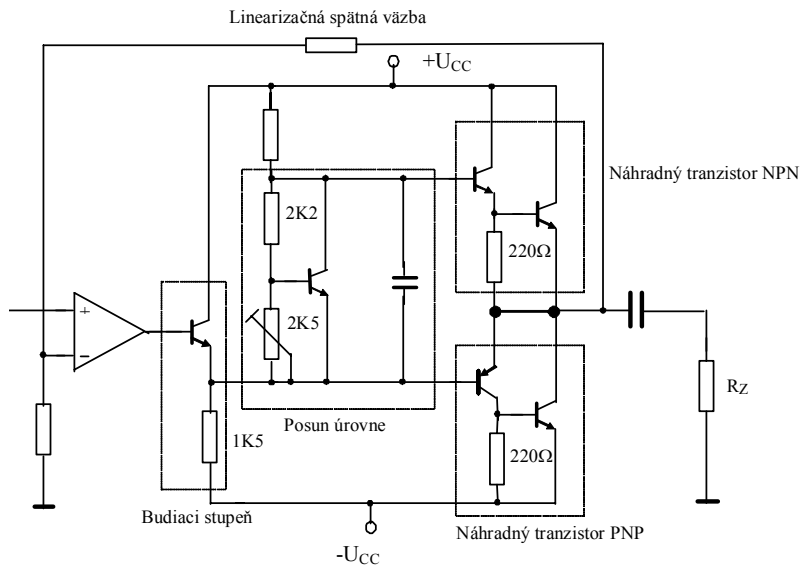 Linearizačná spätná väzba
+UCC
Náhradný tranzistor NPN
2K2
220Ω
+
2K5
−
RZ
1K5
Posun úrovne
220Ω
Budiaci stupeň
Náhradný tranzistor PNP
-UCC